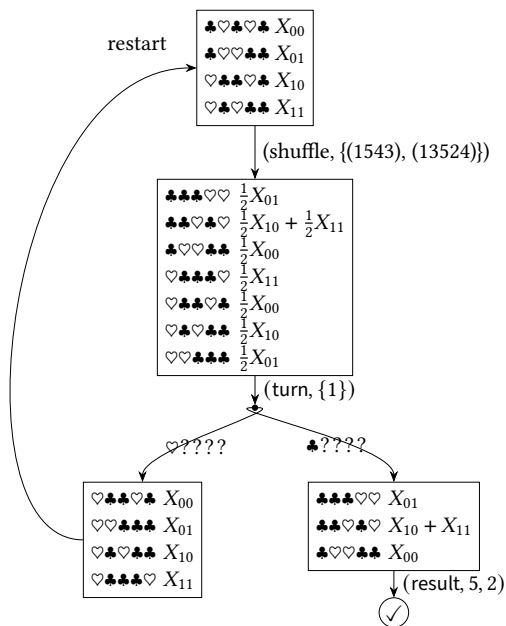 restart
♣♡♣♡♣ X₀₀
♣♡♡♣♣ X₀₁
♡♣♣♡♣ X₁₀
♡♣♡♣♣ X₁₁
(shuffle, {(1543), (13524)})
♣♣♣♡♡ ½X₀₁
♣♣♡♣♡ ½X₁₀ + ½X₁₁
♣♡♡♣♣ ½X₀₀
♡♣♣♣♡ ½X₁₁
♡♣♣♡♣ ½X₀₀
♡♣♡♣♣ ½X₁₀
♡♡♣♣♣ ½X₀₁
(turn, {1})
♡????
♣????
♡♣♣♡♣ X₀₀
♡♡♣♣♣ X₀₁
♡♣♡♣♣ X₁₀
♡♣♣♣♡ X₁₁
♣♣♣♡♡ X₀₁
♣♣♡♣♡ X₁₀ + X₁₁
♣♡♡♣♣ X₀₀
(result, 5, 2)
✓